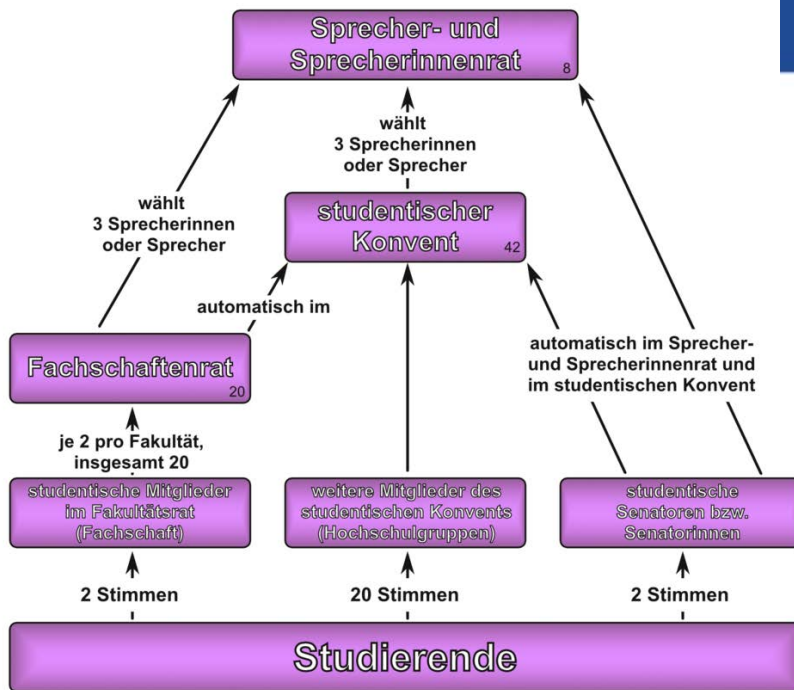 Sprecher- und
Sprecherinnenrat
8
wählt
3 Sprecherinnen
oder Sprecher
wählt
3 Sprecherinnen
oder Sprecher
studentischer
Konvent
42
automatisch im
Fachschaftenrat
20
automatisch im Sprecher-
und Sprecherinnenrat und
im studentischen Konvent
je 2 pro Fakultät,
insgesamt 20
studentische Mitglieder
im Fakultätsrat
(Fachschaft)
weitere Mitglieder des
studentischen Konvents
(Hochschulgruppen)
studentische
Senatoren bzw.
Senatorinnen
2 Stimmen
20 Stimmen
2 Stimmen
Studierende